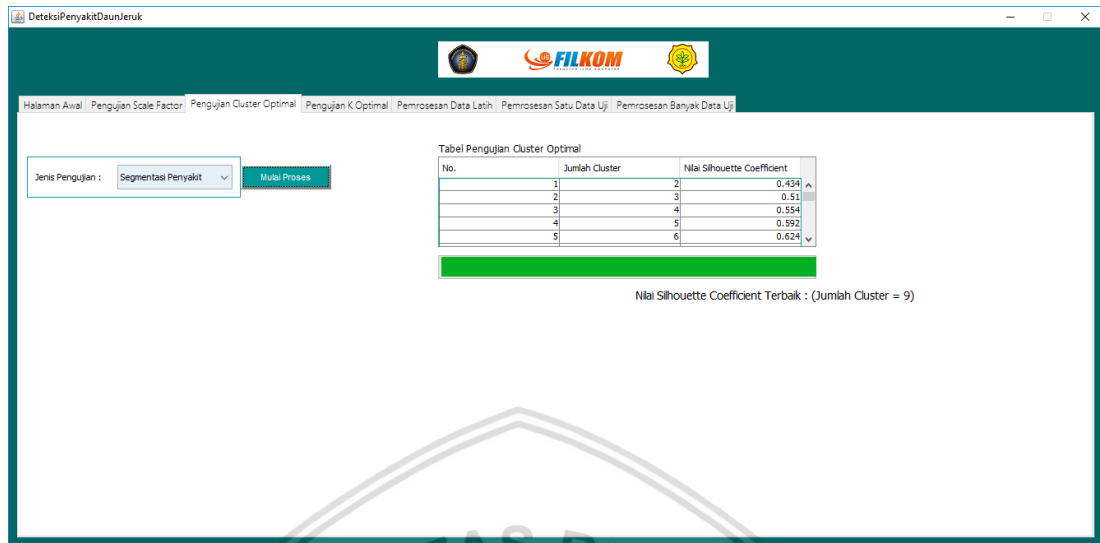 DeteksiPenyakitDaunJeruk
FILKOM
Halaman Awal Pengujian Scale Factor Pengujian Cluster Optimal Pengujian K Optimal Pemrosesan Data Latih Pemrosesan Satu Data Uji Pemrosesan Banyak Data Uji
Tabel Pengujian Cluster Optimal
Jenis Pengujian : Segmentasi Penyakit Mulai Proses
No. Jumlah Cluster Nilai Silhouette Coefficient
1 2 0.434
2 3 0.51
3 4 0.554
4 5 0.592
5 6 0.624
Nilai Silhouette Coefficient Terbaik : (Jumlah Cluster = 9)